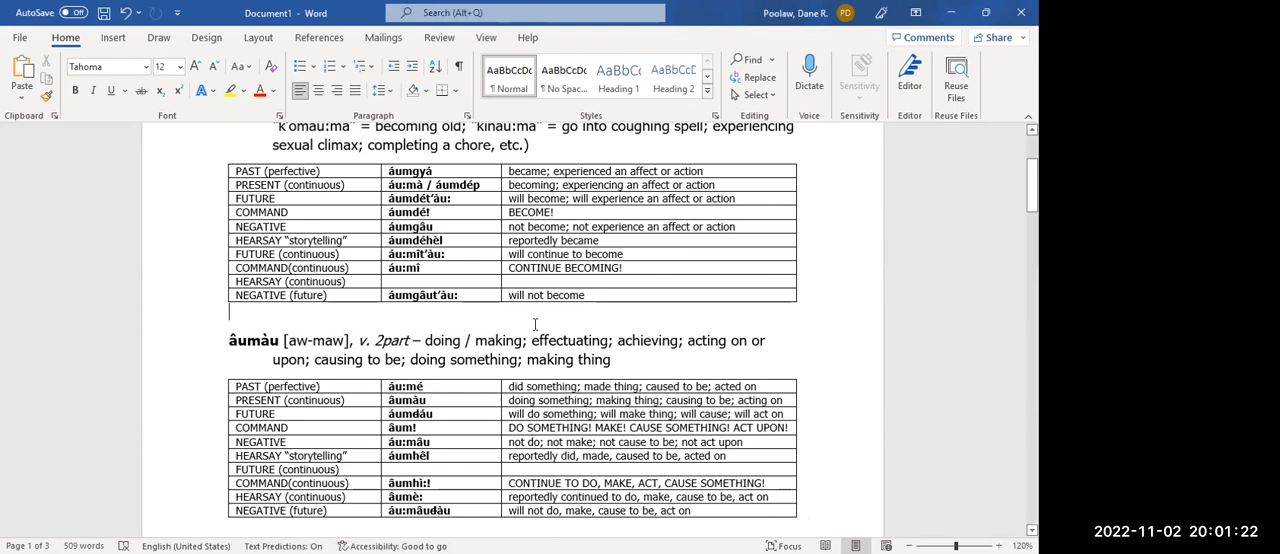 AutoSave Off Document1 - Word Search (Alt+Q) Poolaw, Dane R. PD
File Home Insert Draw Design Layout References Mailings Review View Help Comments Share
Paste Tahoma 12 AaBbCcDc AaBbCcDc AaBbCc AaBbCcD Find Replace Select Dictate Sensitivity Editor Reuse Files
¶ Normal ¶ No Spac... Heading 1 Heading 2
Clipboard Font Paragraph Styles Editing Voice Sensitivity Editor Reuse Files
"k'ómáu:mà" = becoming old; "kíháu:mà" = go into coughing spell; experiencing
sexual climax; completing a chore, etc.)
PAST (perfective) áumgyá became; experienced an affect or action
PRESENT (continuous) áu:mà / áumdép becoming; experiencing an affect or action
FUTURE áumdét'àu: will become; will experience an affect or action
COMMAND áumdé! BECOME!
NEGATIVE áumgâu not become; not experience an affect or action
HEARSAY "storytelling" áumdéhèl reportedly became
FUTURE (continuous) áu:mît'àu: will continue to become
COMMAND(continuous) áu:mî CONTINUE BECOMING!
HEARSAY (continuous)
NEGATIVE (future) áumgâut'àu: will not become
âumàu [aw-maw], v. 2part – doing / making; effectuating; achieving; acting on or
upon; causing to be; doing something; making thing
PAST (perfective) áu:mé did something; made thing; caused to be; acted on
PRESENT (continuous) âumàu doing something; making thing; causing to be; acting on
FUTURE áumđáu will do something; will make thing; will cause; will act on
COMMAND âum! DO SOMETHING! MAKE! CAUSE SOMETHING! ACT UPON!
NEGATIVE áu:mâu not do; not make; not cause to be; not act upon
HEARSAY "storytelling" áumhêl reportedly did, made, caused to be, acted on
FUTURE (continuous)
COMMAND(continuous) âumhì:! CONTINUE TO DO, MAKE, ACT, CAUSE SOMETHING!
HEARSAY (continuous) âumè: reportedly continued to do, make, cause to be, act on
NEGATIVE (future) áu:mâuđàu will not do, make, cause to be, act on
Page 1 of 3 509 words English (United States) Text Predictions: On Accessibility: Good to go Focus 120%
2022-11-02 20:01:22